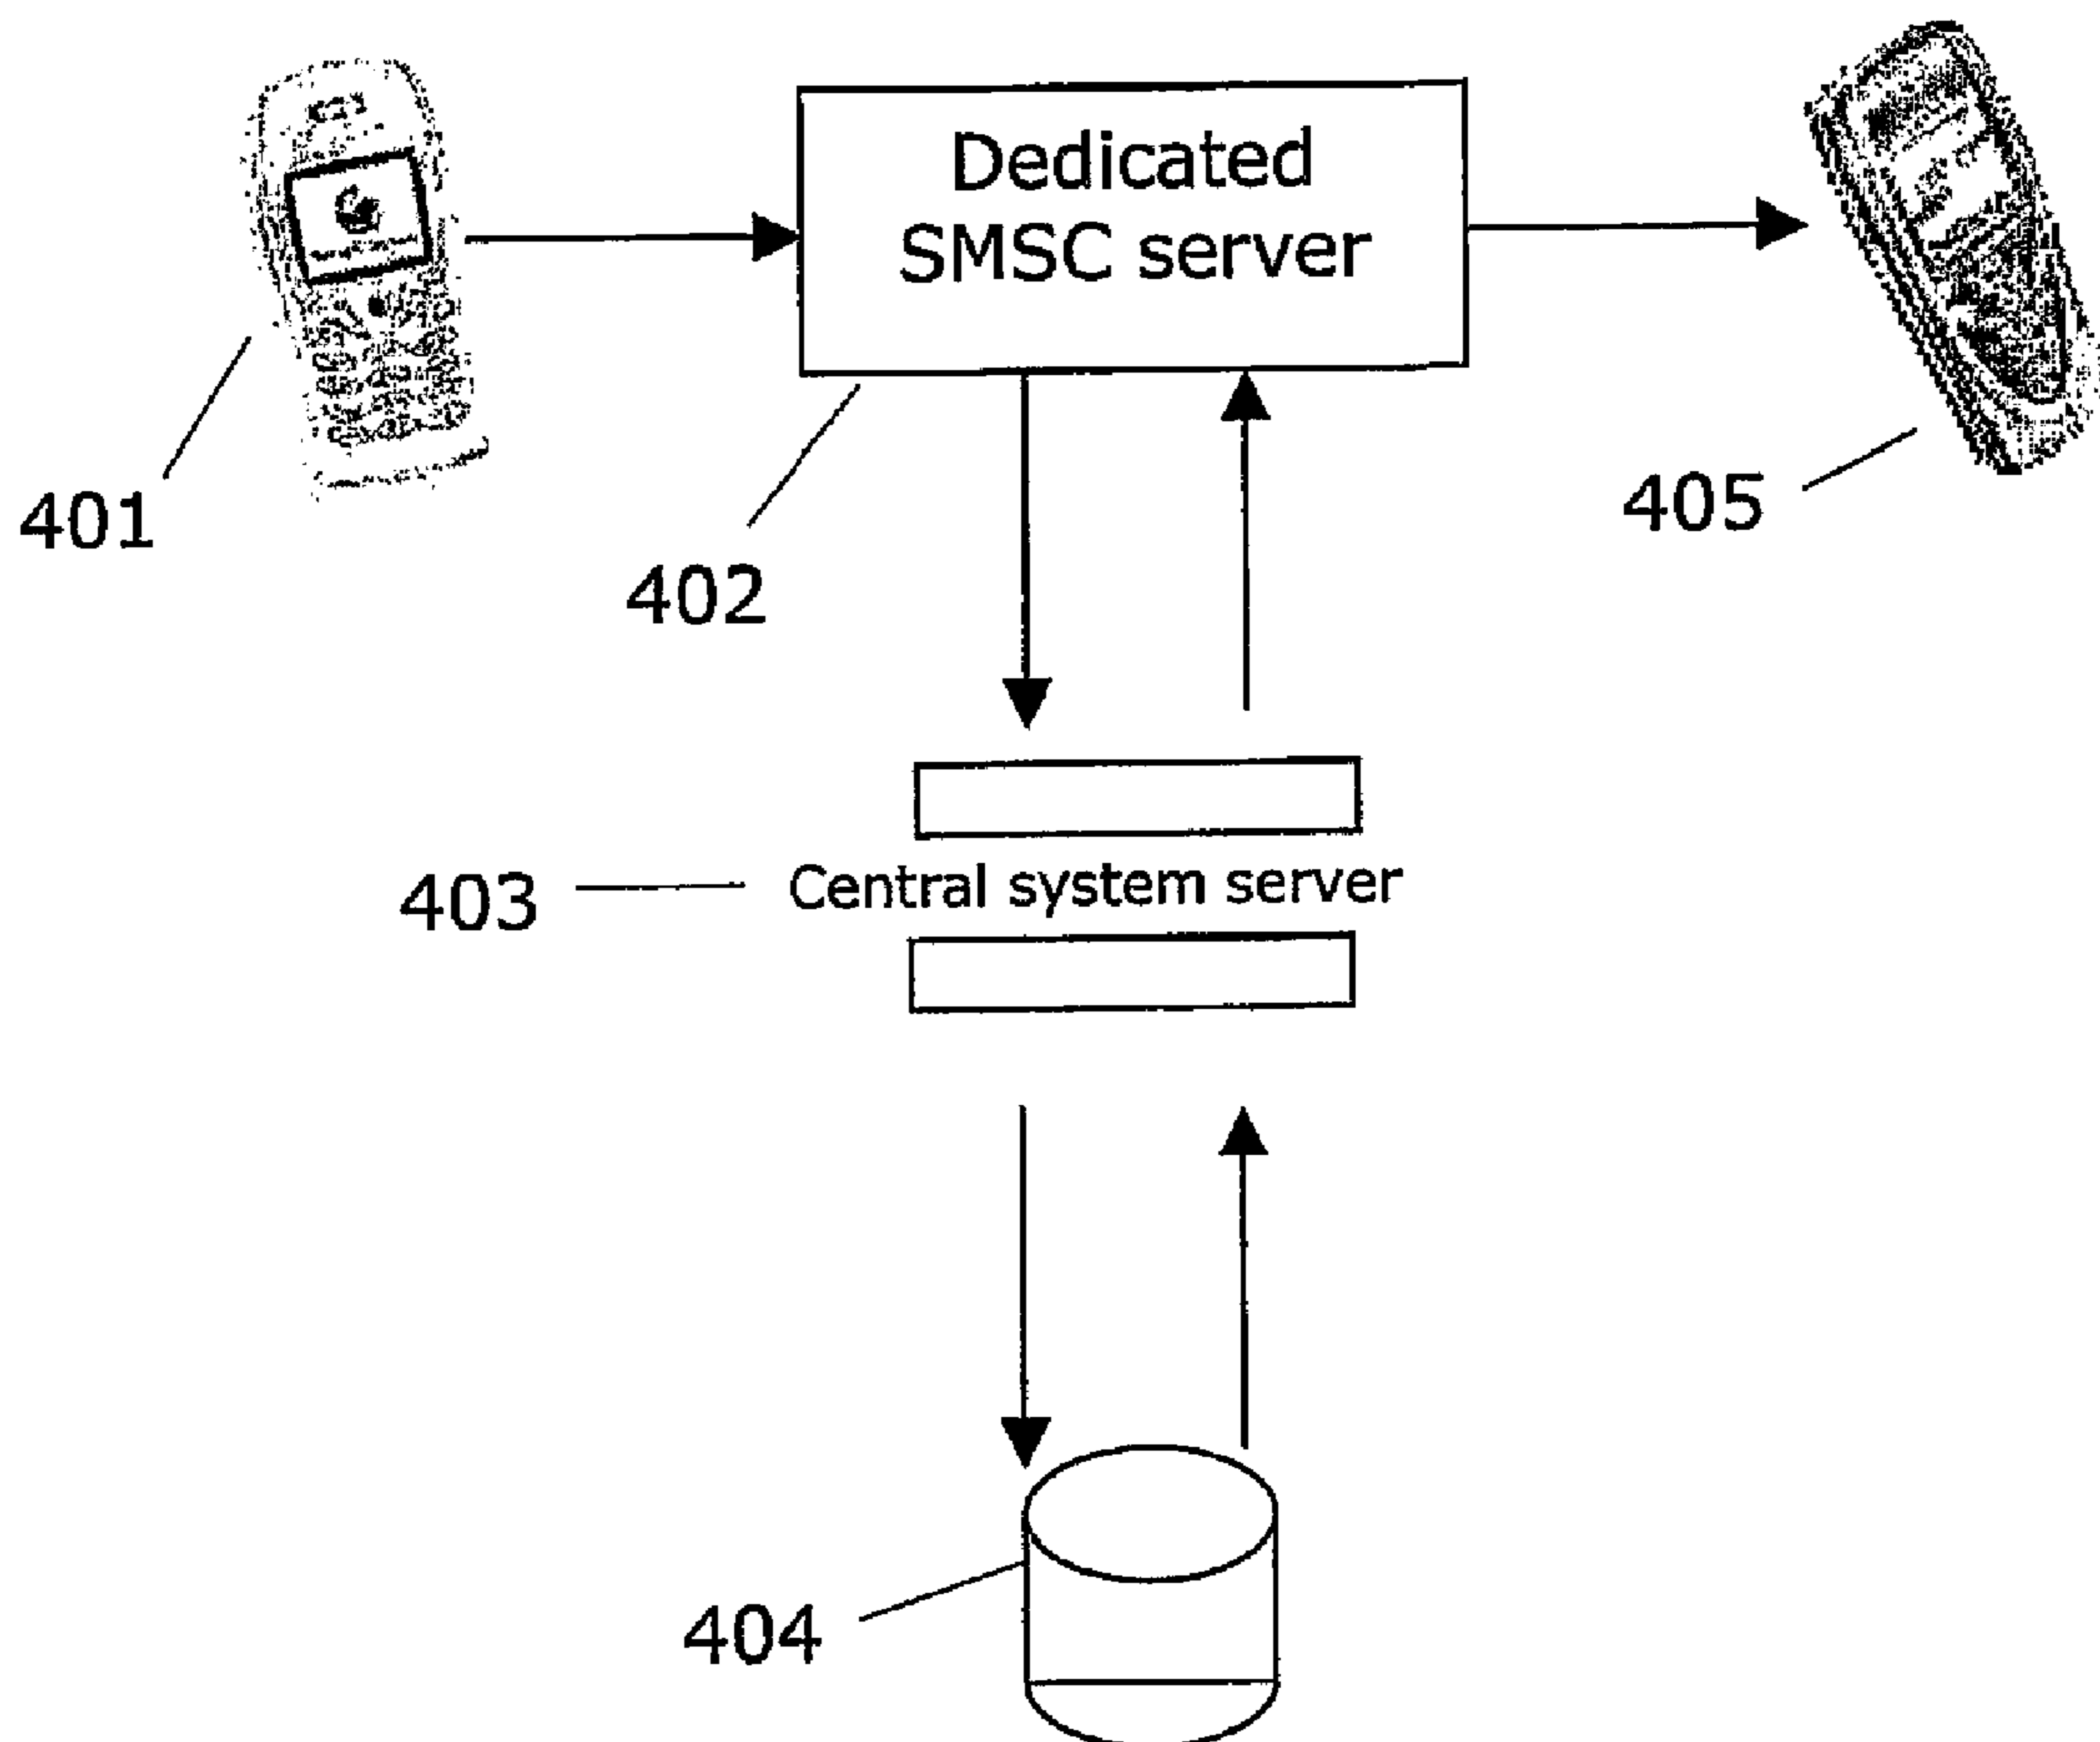 Dedicated
SMSC server
401
405
402
403
Central system server
404